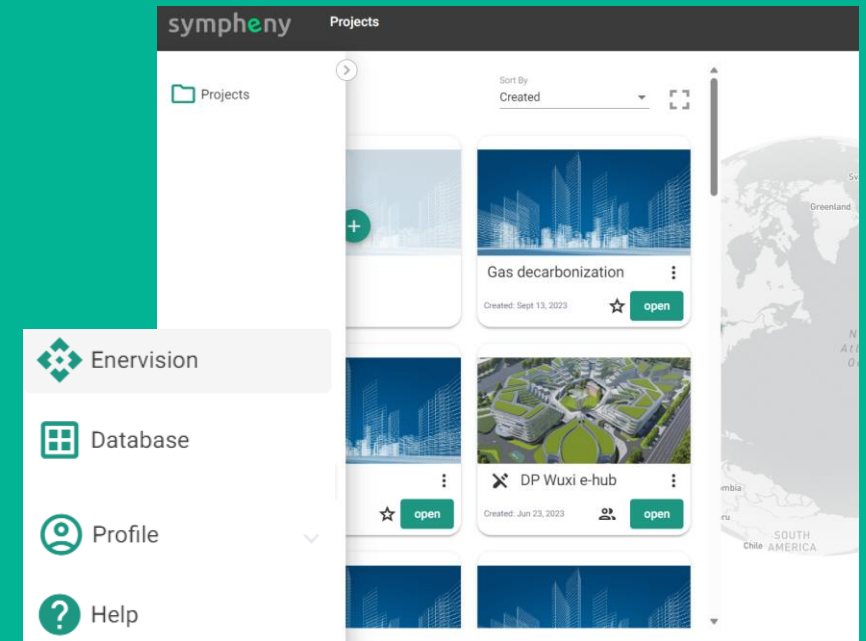 sympheny
Projects
Projects
Sort By
Created
Greenland
Gas decarbonization
Created: Sept 13, 2023
open
Enervision
Database
Profile
Help
open
DP Wuxi e-hub
Created: Jun 23, 2023
open
SOUTH
Chile AMERICA